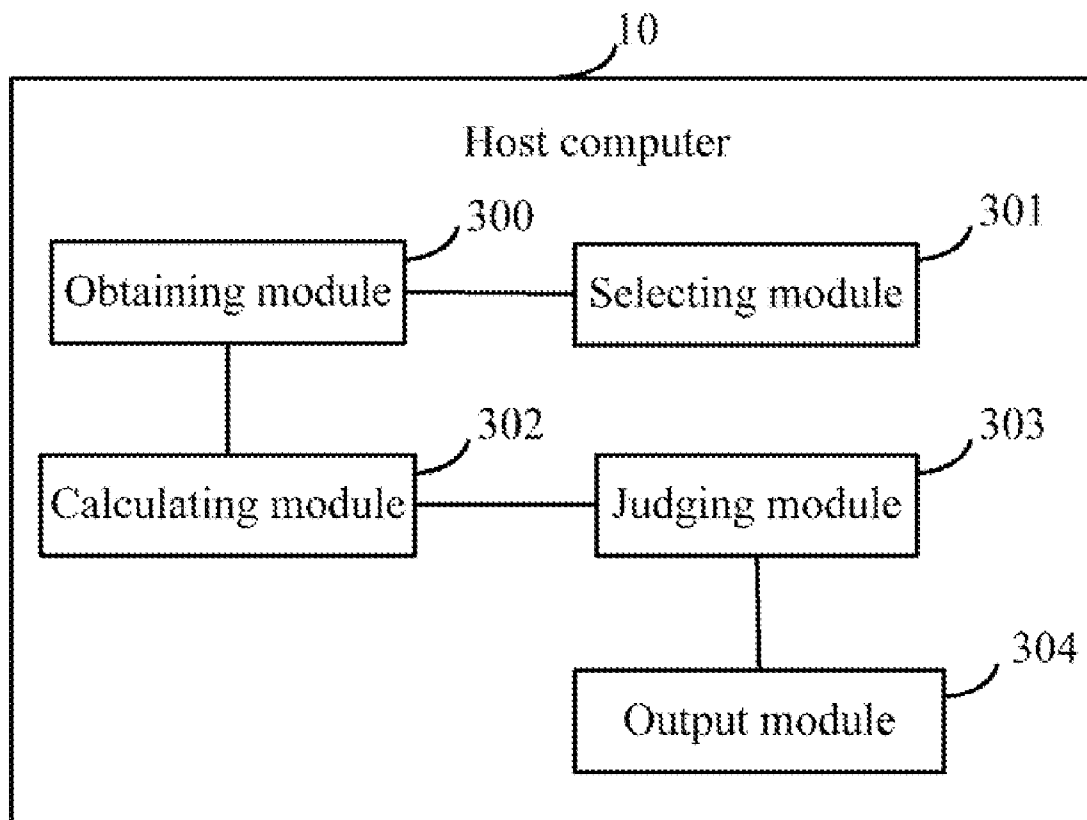 10
Host computer
300
301
Obtaining module
Selecting module
302
303
Calculating module
Judging module
304
Output module